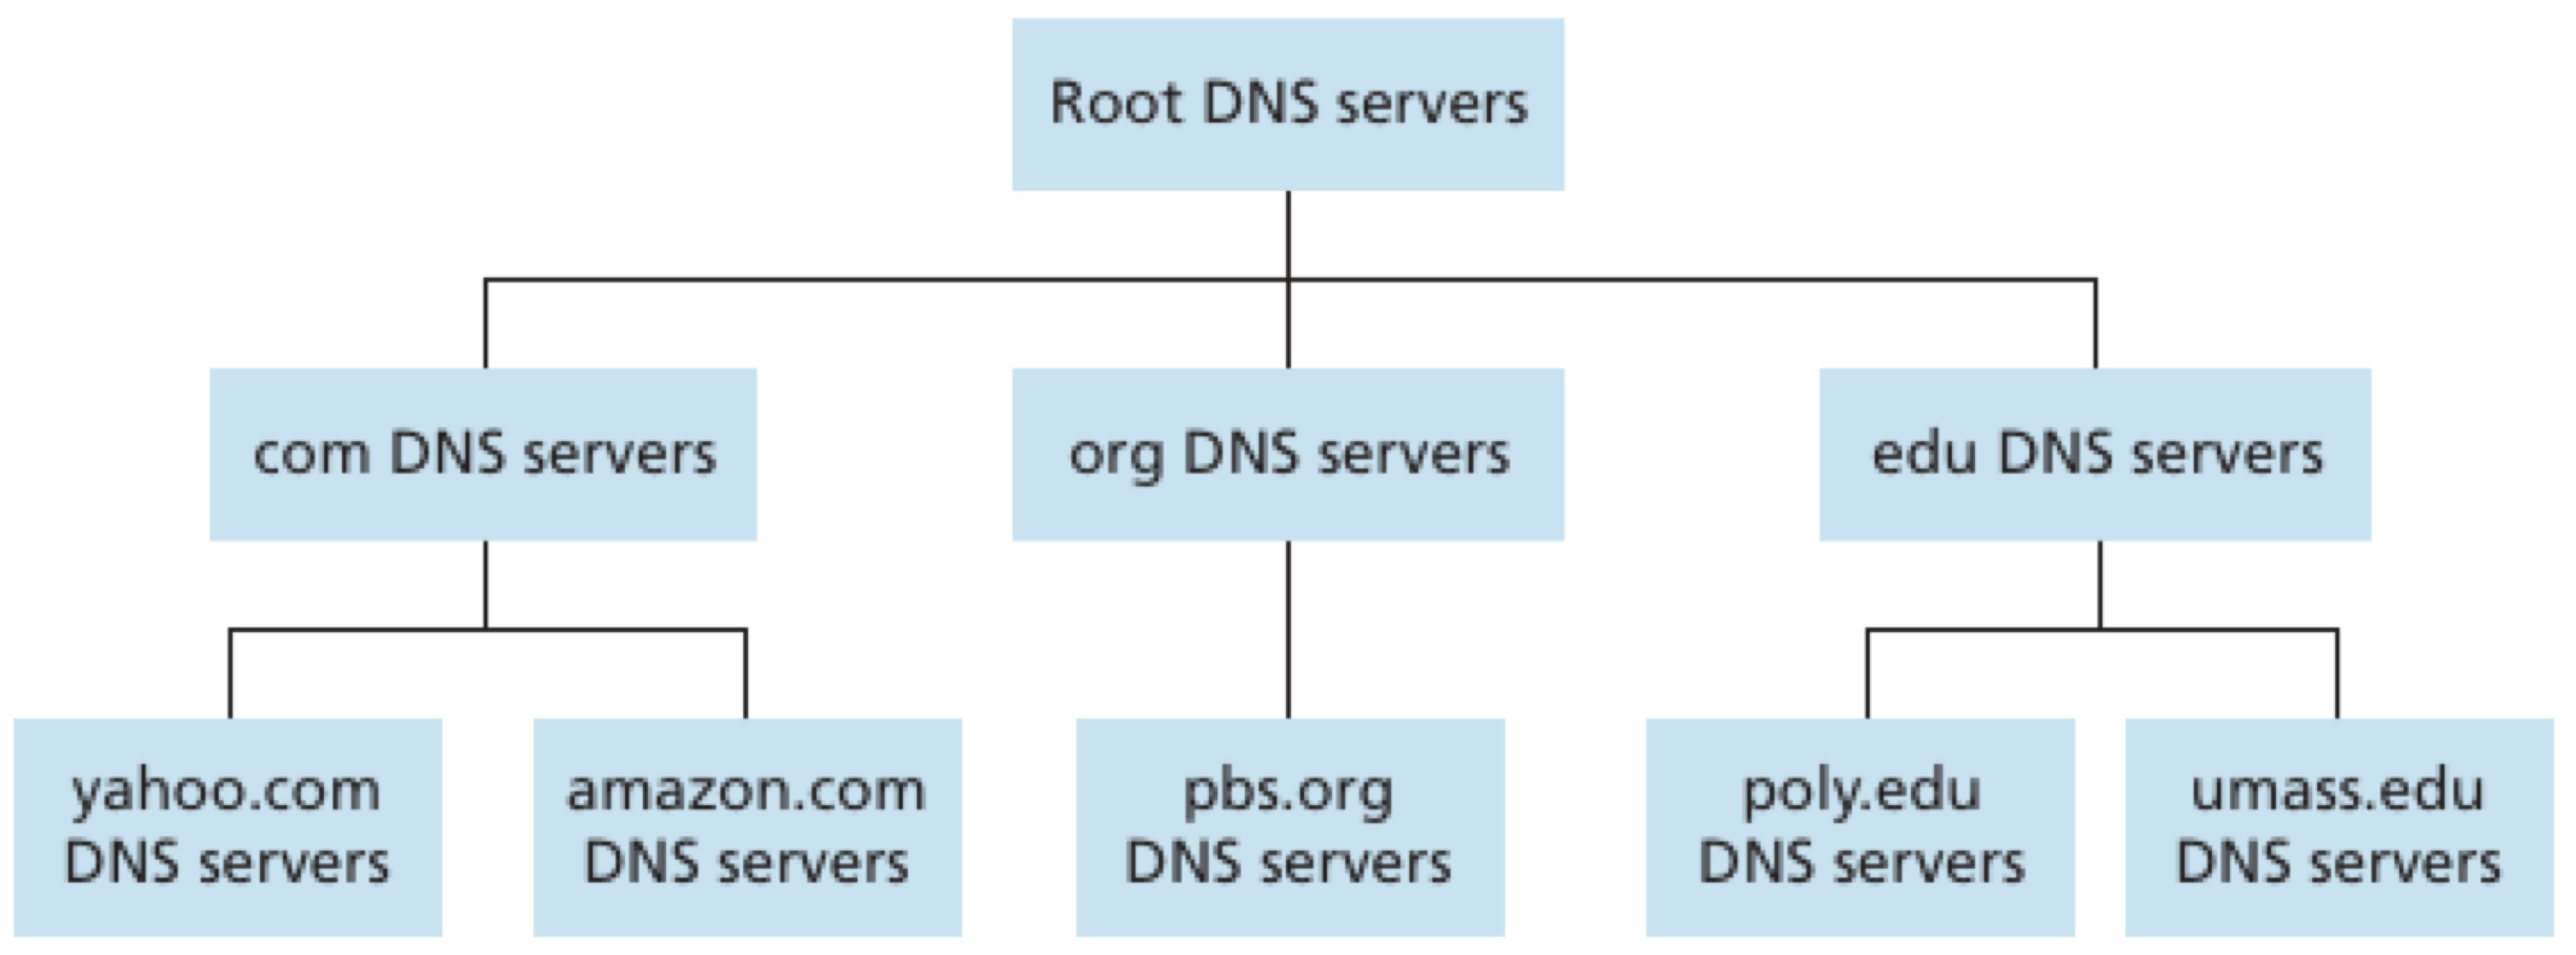 Root DNS servers
com DNS servers
org DNS servers
edu DNS servers
yahoo.com
DNS servers
amazon.com
DNS servers
pbs.org
DNS servers
poly.edu
DNS servers
umass.edu
DNS servers